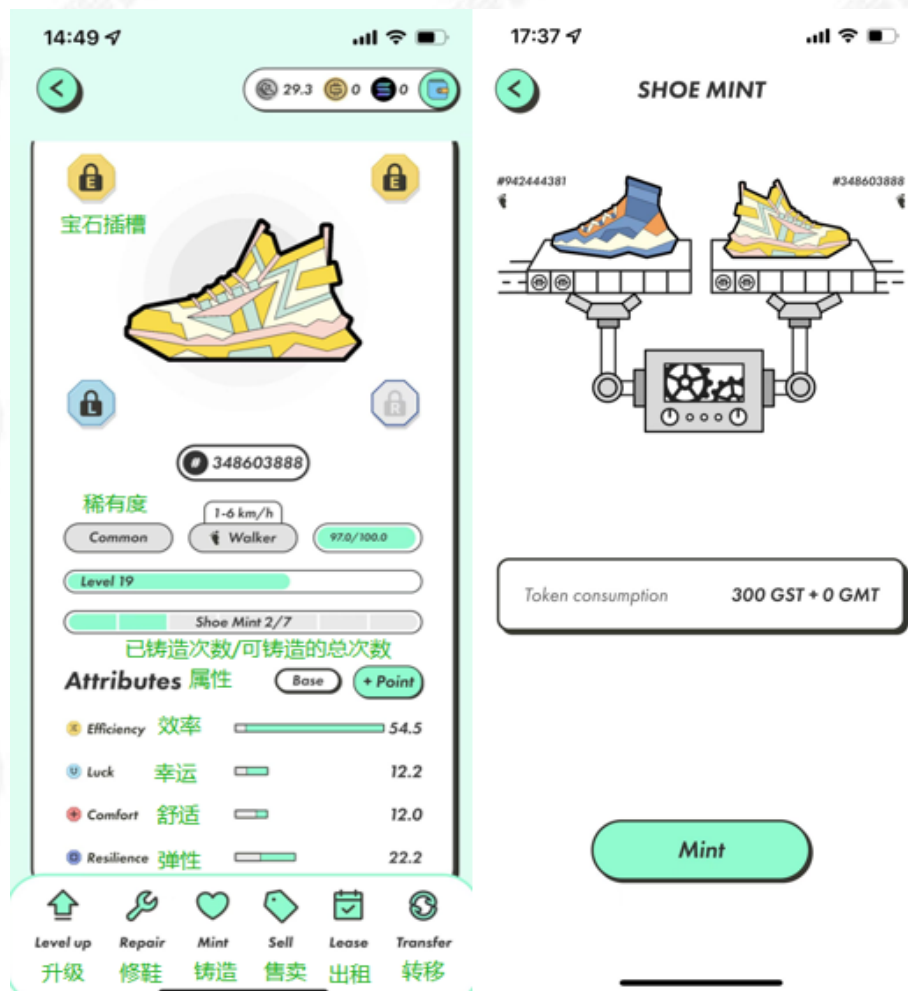 14:49
29.3 0 0
E E
宝石插槽
L R
348603888
稀有度
1-6 km/h
Common Walker 97.0/100.0
Level 19
Shoe Mint 2/7
已铸造次数/可铸造的总次数
Attributes 属性 Base + Point
Efficiency 效率 54.5
Luck 幸运 12.2
Comfort 舒适 12.0
Resilience 弹性 22.2
Level up Repair Mint Sell Lease Transfer
升级 修鞋 铸造 售卖 出租 转移
17:37
SHOE MINT
#942444381 #348603888
Token consumption 300 GST + 0 GMT
Mint